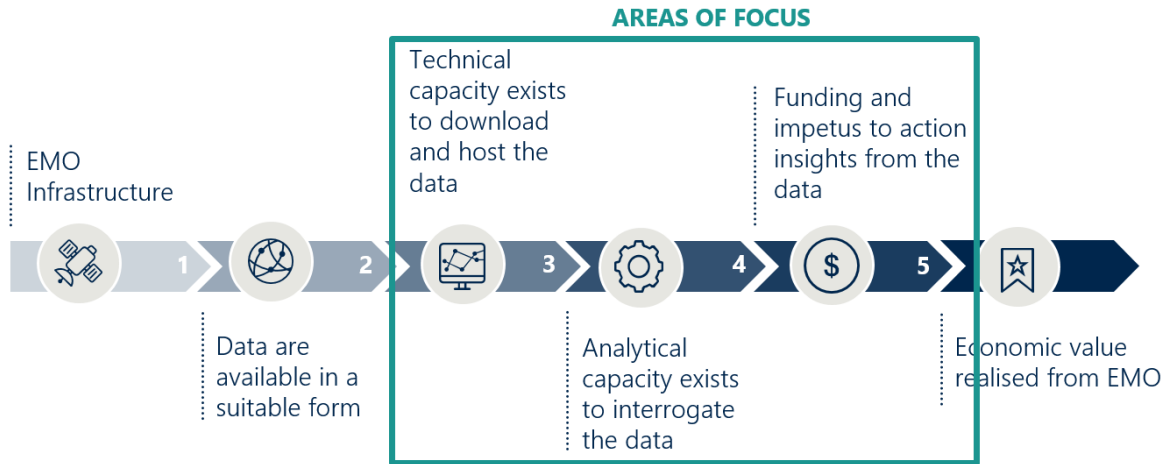 AREAS OF FOCUS
EMO
Infrastructure
1
Data are
available in a
suitable form
2
Technical
capacity exists
to download
and host the
data
3
Analytical
capacity exists
to interrogate
the data
4
Funding and
impetus to action
insights from the
data
$
5
Economic value
realised from EMO